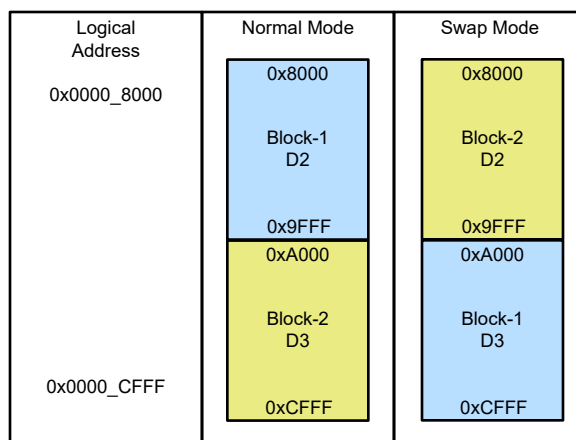 Logical
Address
0x0000_8000
0x0000_CFFF
Normal Mode
0x8000
Block-1
D2
0x9FFF
0xA000
Block-2
D3
0xCFFF
Swap Mode
0x8000
Block-2
D2
0x9FFF
0xA000
Block-1
D3
0xCFFF